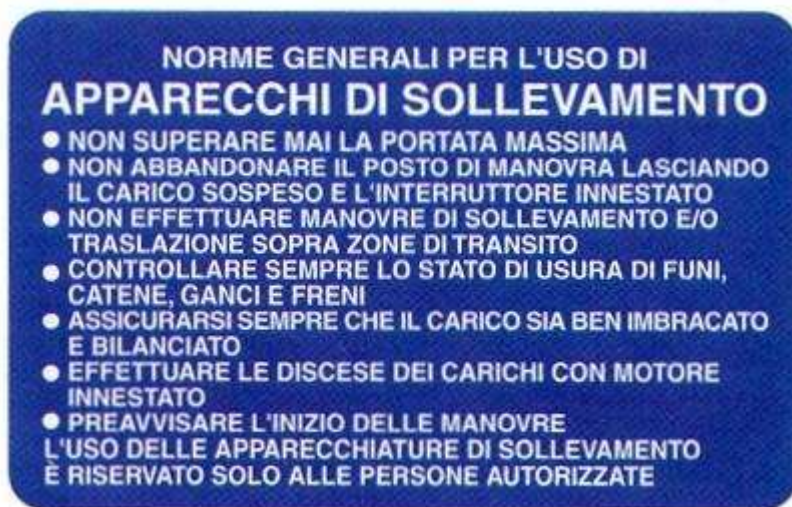 NORME GENERALI PER L'USO DI
APPARECCHI DI SOLLEVAMENTO
● NON SUPERARE MAI LA PORTATA MASSIMA
● NON ABBANDONARE IL POSTO DI MANOVRA LASCIANDO
IL CARICO SOSPESO E L'INTERRUTTORE INNESTATO
● NON EFFETTUARE MANOVRE DI SOLLEVAMENTO E/O
TRASLAZIONE SOPRA ZONE DI TRANSITO
● CONTROLLARE SEMPRE LO STATO DI USURA DI FUNI,
CATENE, GANCI E FRENI
● ASSICURARSI SEMPRE CHE IL CARICO SIA BEN IMBRACATO
E BILANCIATO
● EFFETTUARE LE DISCESE DEI CARICHI CON MOTORE
INNESTATO
● PREAVVISARE L'INIZIO DELLE MANOVRE
L'USO DELLE APPARECCHIATURE DI SOLLEVAMENTO
È RISERVATO SOLO ALLE PERSONE AUTORIZZATE